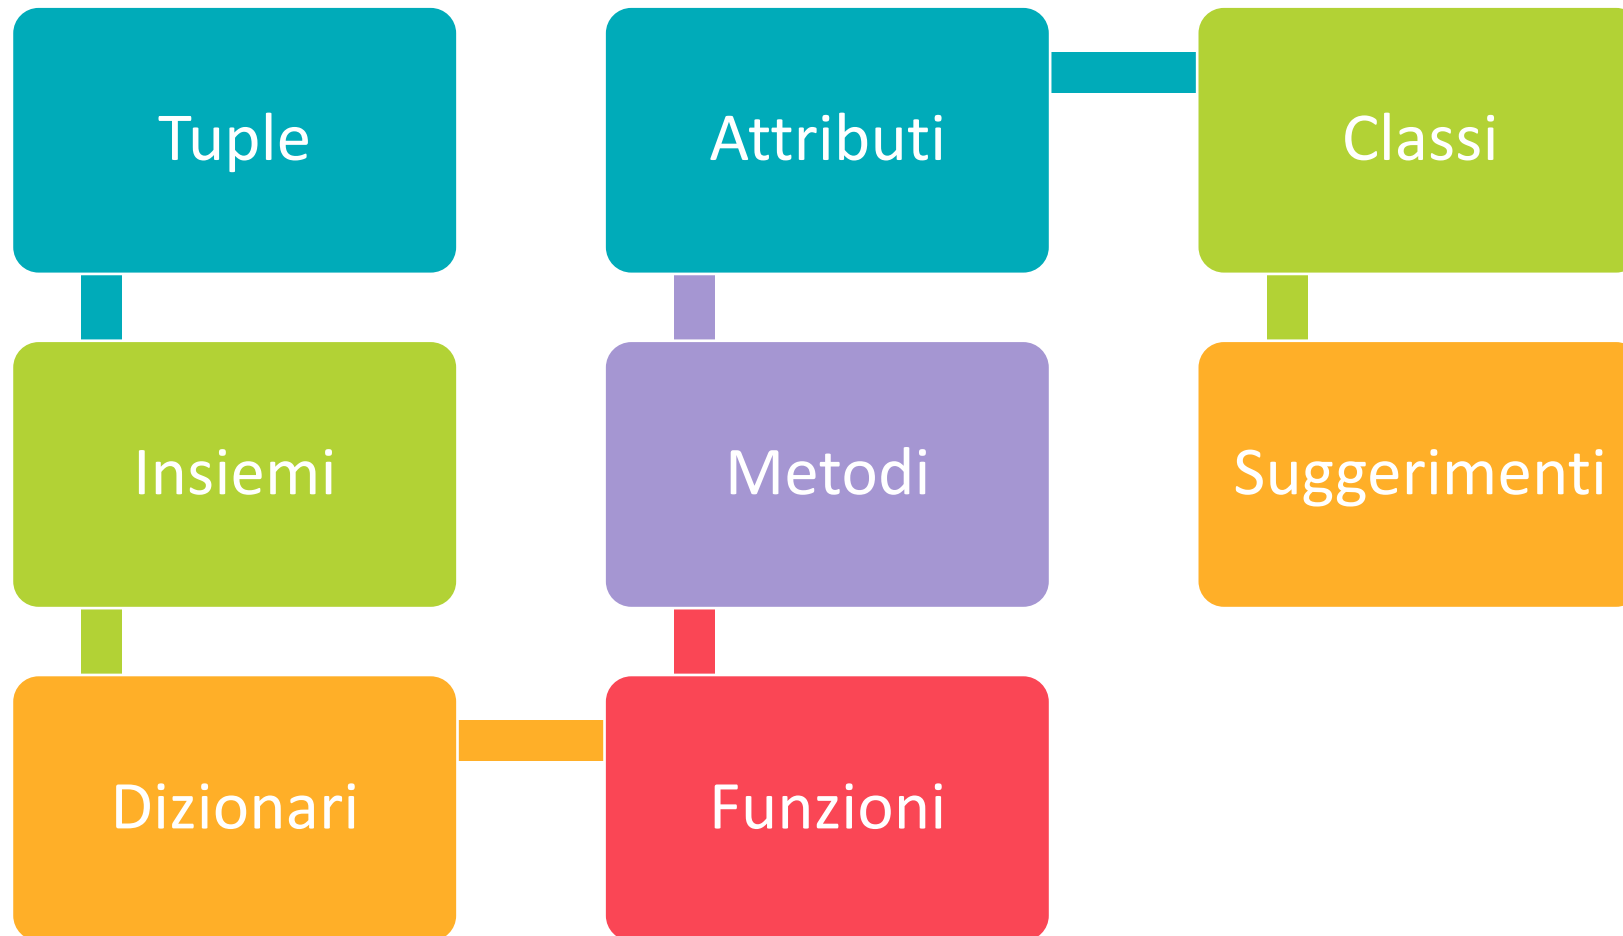 Tuple
Insiemi
Dizionari
Funzioni
Metodi
Attributi
Classi
Suggerimenti